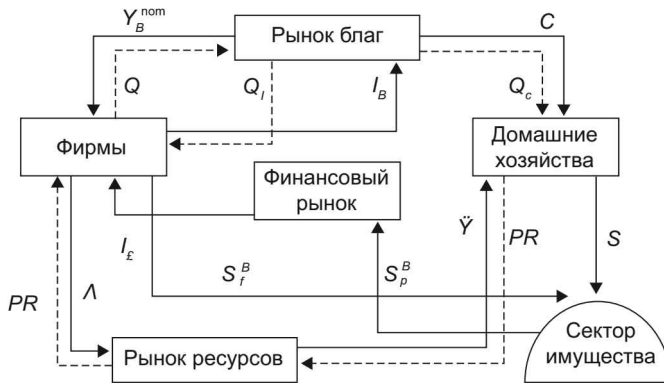 Y_B^nom
Рынок благ
C
Q
Q_I
I_B
Q_c
Фирмы
Домашние
хозяйства
Финансовый
рынок
I_£
Ÿ
PR
S
S_f^B
S_p^B
PR
Λ
Рынок ресурсов
Сектор
имущества